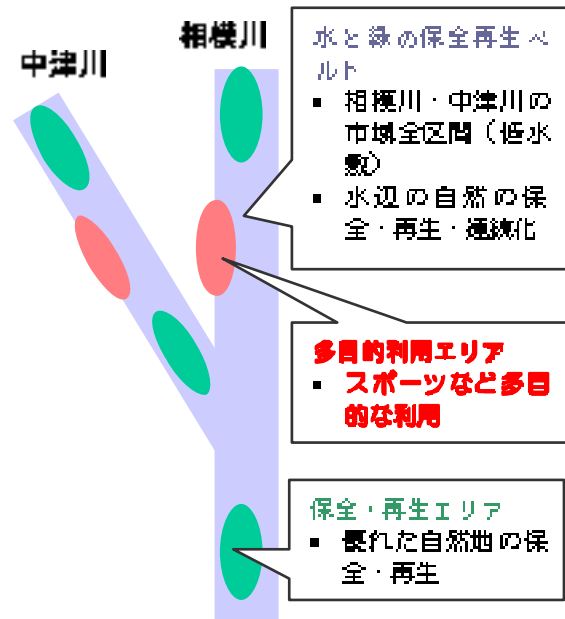 中津川
相模川
水と緑の保全再生ベ
ルト
▪ 相模川・中津川の
市域全区間（低水
敷）
▪ 水辺の自然の保
全・再生・連続化
多目的利用エリア
▪ スポーツなど多目
的な利用
保全・再生エリア
▪ 優れた自然地の保
全・再生